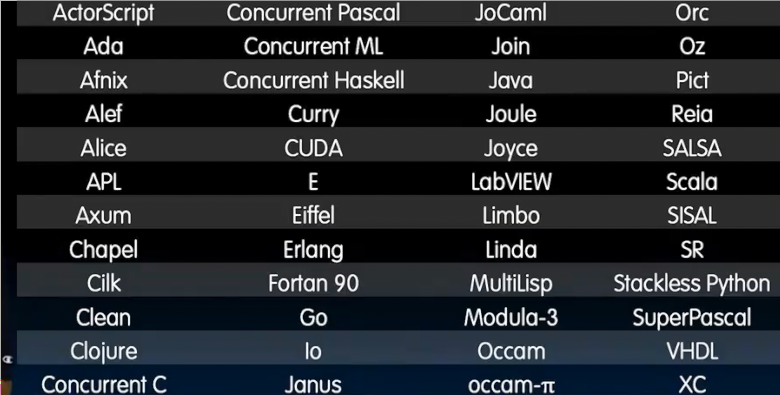 ActorScript Concurrent Pascal JoCaml Orc
Ada Concurrent ML Join Oz
Afnix Concurrent Haskell Java Pict
Alef Curry Joule Reia
Alice CUDA Joyce SALSA
APL E LabVIEW Scala
Axum Eiffel Limbo SISAL
Chapel Erlang Linda SR
Cilk Fortan 90 MultiLisp Stackless Python
Clean Go Modula-3 SuperPascal
Clojure Io Occam VHDL
Concurrent C Janus occam-π XC